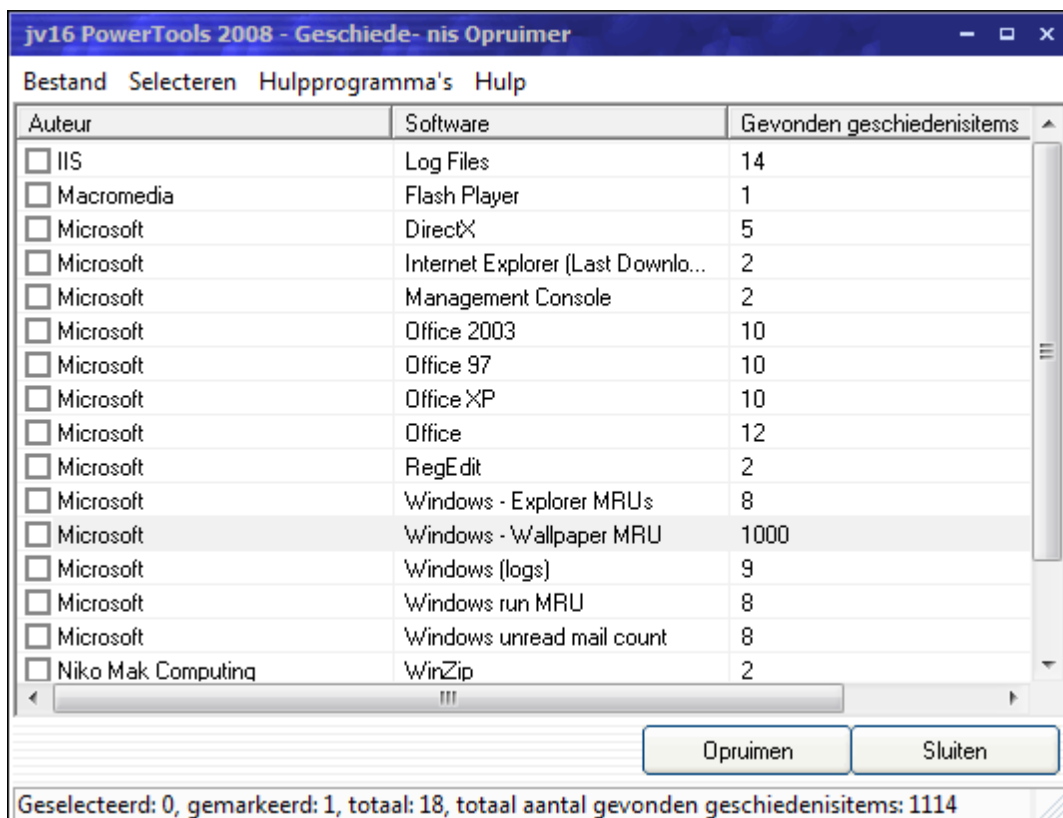 jv16 PowerTools 2008 - Geschiede- nis Opruimer
Bestand Selecteren Hulpprogramma's Hulp
Auteur Software Gevonden geschiedenisitems
IIS Log Files 14
Macromedia Flash Player 1
Microsoft DirectX 5
Microsoft Internet Explorer (Last Downlo... 2
Microsoft Management Console 2
Microsoft Office 2003 10
Microsoft Office 97 10
Microsoft Office XP 10
Microsoft Office 12
Microsoft RegEdit 2
Microsoft Windows - Explorer MRUs 8
Microsoft Windows - Wallpaper MRU 1000
Microsoft Windows (logs) 9
Microsoft Windows run MRU 8
Microsoft Windows unread mail count 8
Niko Mak Computing WinZip 2
Opruimen Sluiten
Geselecteerd: 0, gemarkeerd: 1, totaal: 18, totaal aantal gevonden geschiedenisitems: 1114